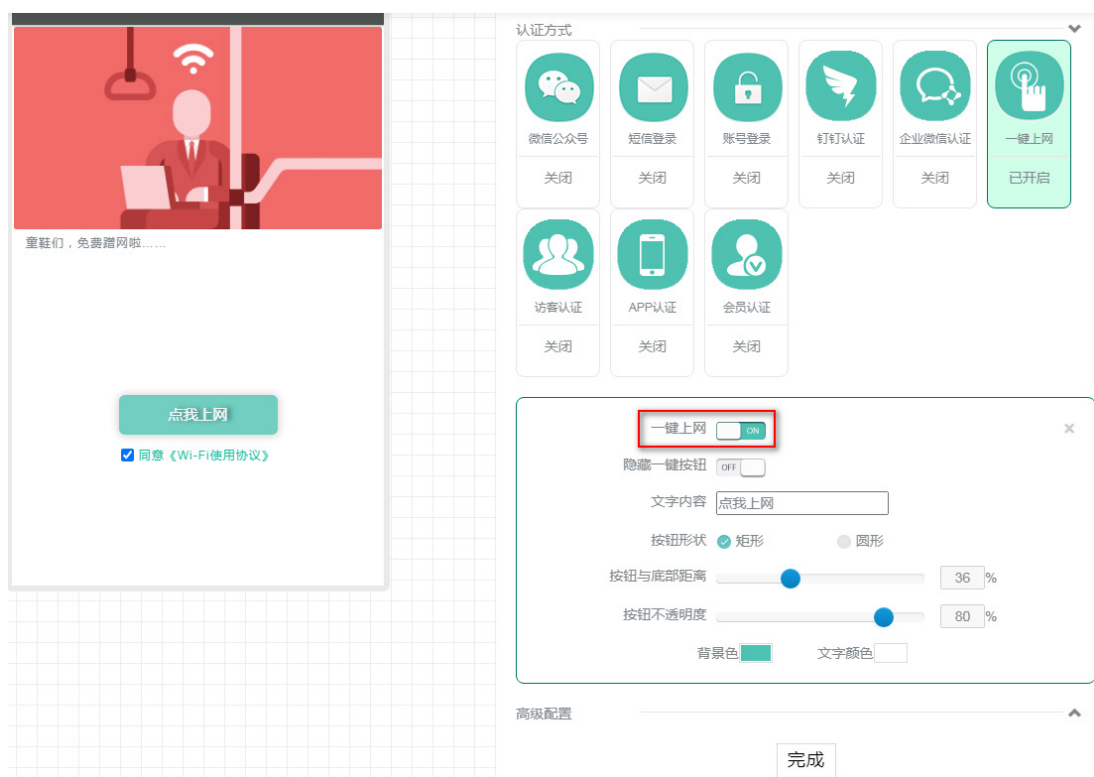 认证方式
微信公众号 短信登录 账号登录 钉钉认证 企业微信认证 一键上网
关闭 关闭 关闭 关闭 关闭 已开启
童鞋们，免费蹭网啦……
访客认证 APP认证 会员认证
关闭 关闭 关闭
点我上网
同意《Wi-Fi使用协议》
一键上网 ON ×
隐藏一键按钮 OFF
文字内容 点我上网
按钮形状 矩形 圆形
按钮与底部距离 36 %
按钮不透明度 80 %
背景色 文字颜色
高级配置
完成